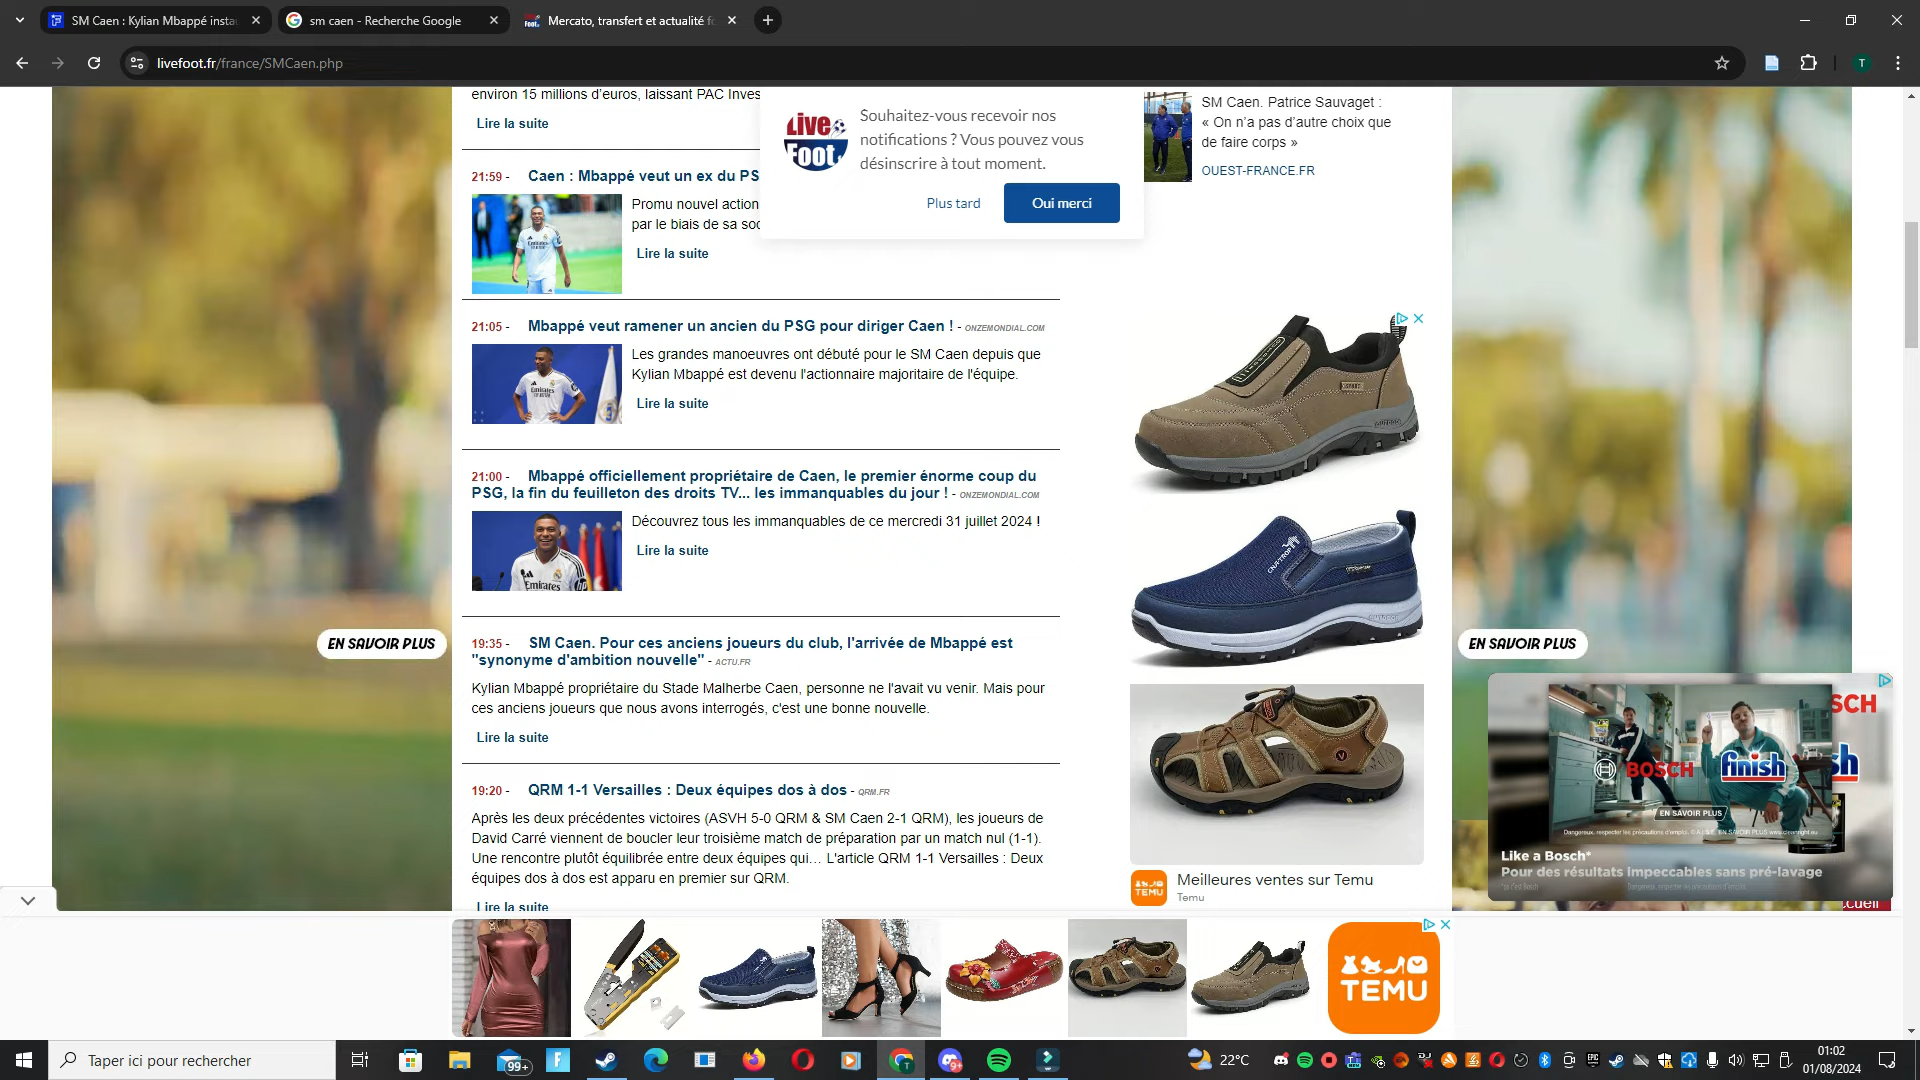 SM Caen : Kylian Mbappé insta
sm caen - Recherche Google
Mercato, transfert et actualité fo
livefoot.fr/france/SMCaen.php
T
environ 15 millions d'euros, laissant PAC Inves
Lire la suite
21:59 - Caen : Mbappé veut un ex du PS
Promu nouvel action
par le biais de sa soc
Lire la suite
21:05 - Mbappé veut ramener un ancien du PSG pour diriger Caen ! - ONZEMONDIAL.COM
Les grandes manoeuvres ont débuté pour le SM Caen depuis que
Kylian Mbappé est devenu l'actionnaire majoritaire de l'équipe.
Lire la suite
21:00 - Mbappé officiellement propriétaire de Caen, le premier énorme coup du
PSG, la fin du feuilleton des droits TV... les immanquables du jour ! - ONZEMONDIAL.COM
Découvrez tous les immanquables de ce mercredi 31 juillet 2024 !
Lire la suite
19:35 - SM Caen. Pour ces anciens joueurs du club, l'arrivée de Mbappé est
"synonyme d'ambition nouvelle" - ACTU.FR
Kylian Mbappé propriétaire du Stade Malherbe Caen, personne ne l'avait vu venir. Mais pour
ces anciens joueurs que nous avons interrogés, c'est une bonne nouvelle.
Lire la suite
19:20 - QRM 1-1 Versailles : Deux équipes dos à dos - QRM.FR
Après les deux précédentes victoires (ASVH 5-0 QRM & SM Caen 2-1 QRM), les joueurs de
David Carré viennent de boucler leur troisième match de préparation par un match nul (1-1).
Une rencontre plutôt équilibrée entre deux équipes qui… L'article QRM 1-1 Versailles : Deux
équipes dos à dos est apparu en premier sur QRM.
Lire la suite
Live
Foot.
Souhaitez-vous recevoir nos
notifications ? Vous pouvez vous
désinscrire à tout moment.
Plus tard
Oui merci
SM Caen. Patrice Sauvaget :
« On n'a pas d'autre choix que
de faire corps »
OUEST-FRANCE.FR
EN SAVOIR PLUS
EN SAVOIR PLUS
TEMU
Meilleures ventes sur Temu
Temu
SCH
BOSCH
finish
sh
EN SAVOIR PLUS
Like a Bosch*
Pour des résultats impeccables sans pré-lavage
ccueil
TEMU
Taper ici pour rechercher
99+
9+
22°C
01:02
01/08/2024